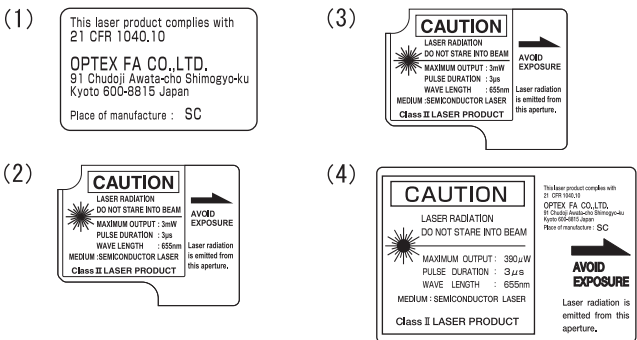 (1)
This laser product complies with
21 CFR 1040.10
OPTEX FA CO.,LTD.
91 Chudoji Awata-cho Shimogyo-ku
Kyoto 600-8815 Japan
Place of manufacture : SC
(2)
CAUTION
LASER RADIATION
DO NOT STARE INTO BEAM
MAXIMUM OUTPUT : 3mW
PULSE DURATION : 3μs
WAVE LENGTH : 655nm
MEDIUM :SEMICONDUCTOR LASER
Class II LASER PRODUCT
AVOID
EXPOSURE
Laser radiation
is emitted from
this aperture.
(3)
CAUTION
LASER RADIATION
DO NOT STARE INTO BEAM
MAXIMUM OUTPUT : 3mW
PULSE DURATION : 3μs
WAVE LENGTH : 655nm
MEDIUM :SEMICONDUCTOR LASER
Class II LASER PRODUCT
AVOID
EXPOSURE
Laser radiation
is emitted from
this aperture.
(4)
CAUTION
LASER RADIATION
DO NOT STARE INTO BEAM
MAXIMUM OUTPUT : 390μW
PULSE DURATION : 3μs
WAVE LENGTH : 655nm
MEDIUM : SEMICONDUCTOR LASER
Class II LASER PRODUCT
This laser product complies with
21 CFR 1040.10
OPTEX FA CO.,LTD.
91 Chudoji Awata-cho Shimogyo-ku
Kyoto 600-8815 Japan
Place of manufacture : SC
AVOID
EXPOSURE
Laser radiation is
emitted from this
aperture.